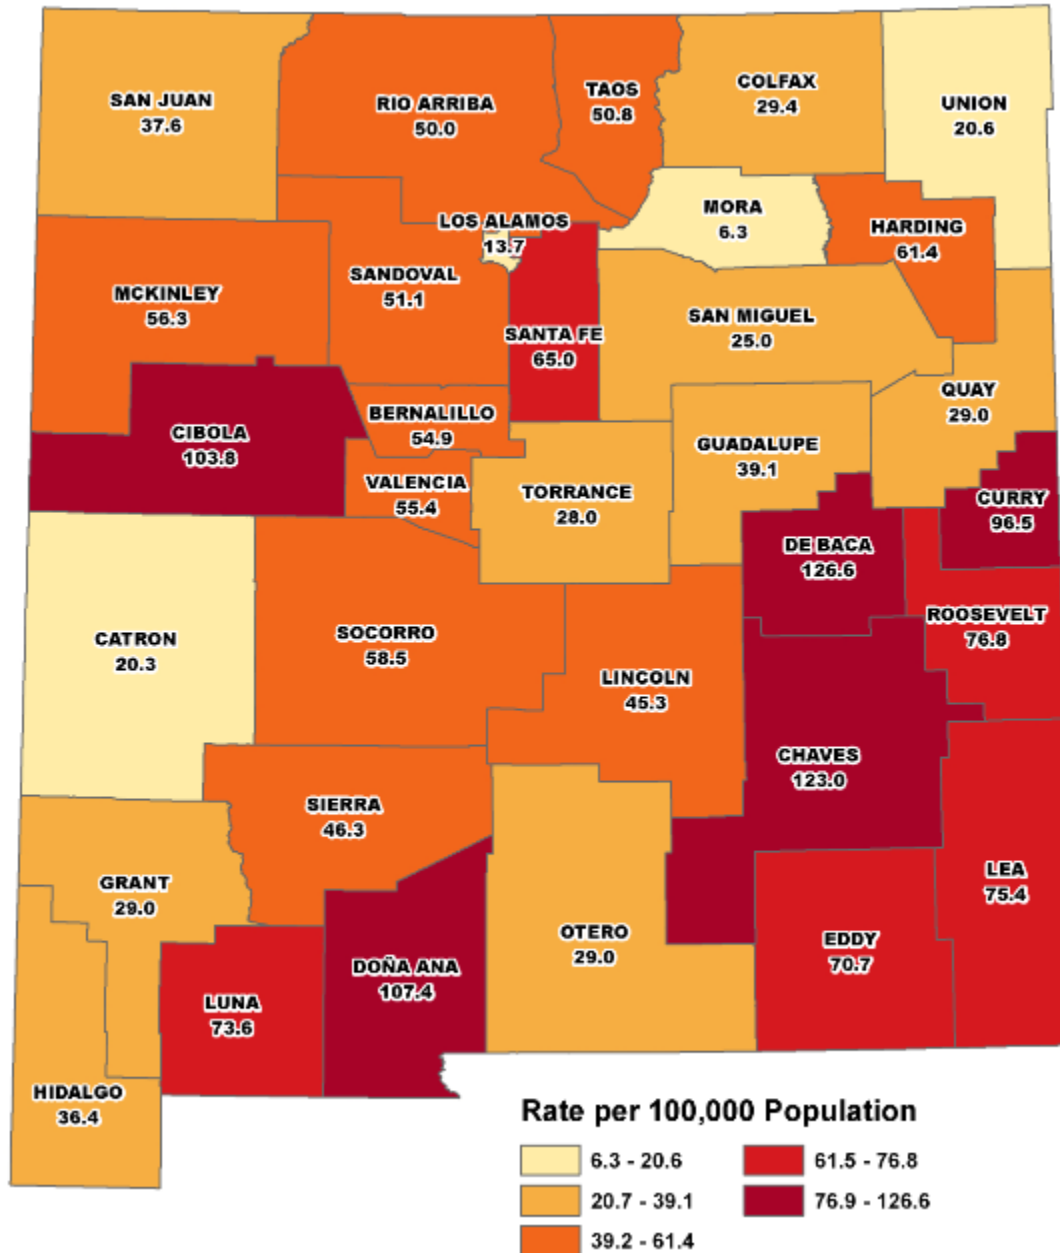 SAN JUAN
37.6
RIO ARRIBA
50.0
TAOS
50.8
COLFAX
29.4
UNION
20.6
LOS ALAMOS
13.7
MORA
6.3
HARDING
61.4
MCKINLEY
56.3
SANDOVAL
51.1
SANTA FE
65.0
SAN MIGUEL
25.0
QUAY
29.0
CIBOLA
103.8
BERNALILLO
54.9
GUADALUPE
39.1
VALENCIA
55.4
TORRANCE
28.0
CURRY
96.5
DE BACA
126.6
CATRON
20.3
SOCORRO
58.5
ROOSEVELT
76.8
LINCOLN
45.3
CHAVES
123.0
SIERRA
46.3
GRANT
29.0
LEA
75.4
OTERO
29.0
EDDY
70.7
DOÑA ANA
107.4
LUNA
73.6
HIDALGO
36.4
Rate per 100,000 Population
6.3 - 20.6
20.7 - 39.1
39.2 - 61.4
61.5 - 76.8
76.9 - 126.6